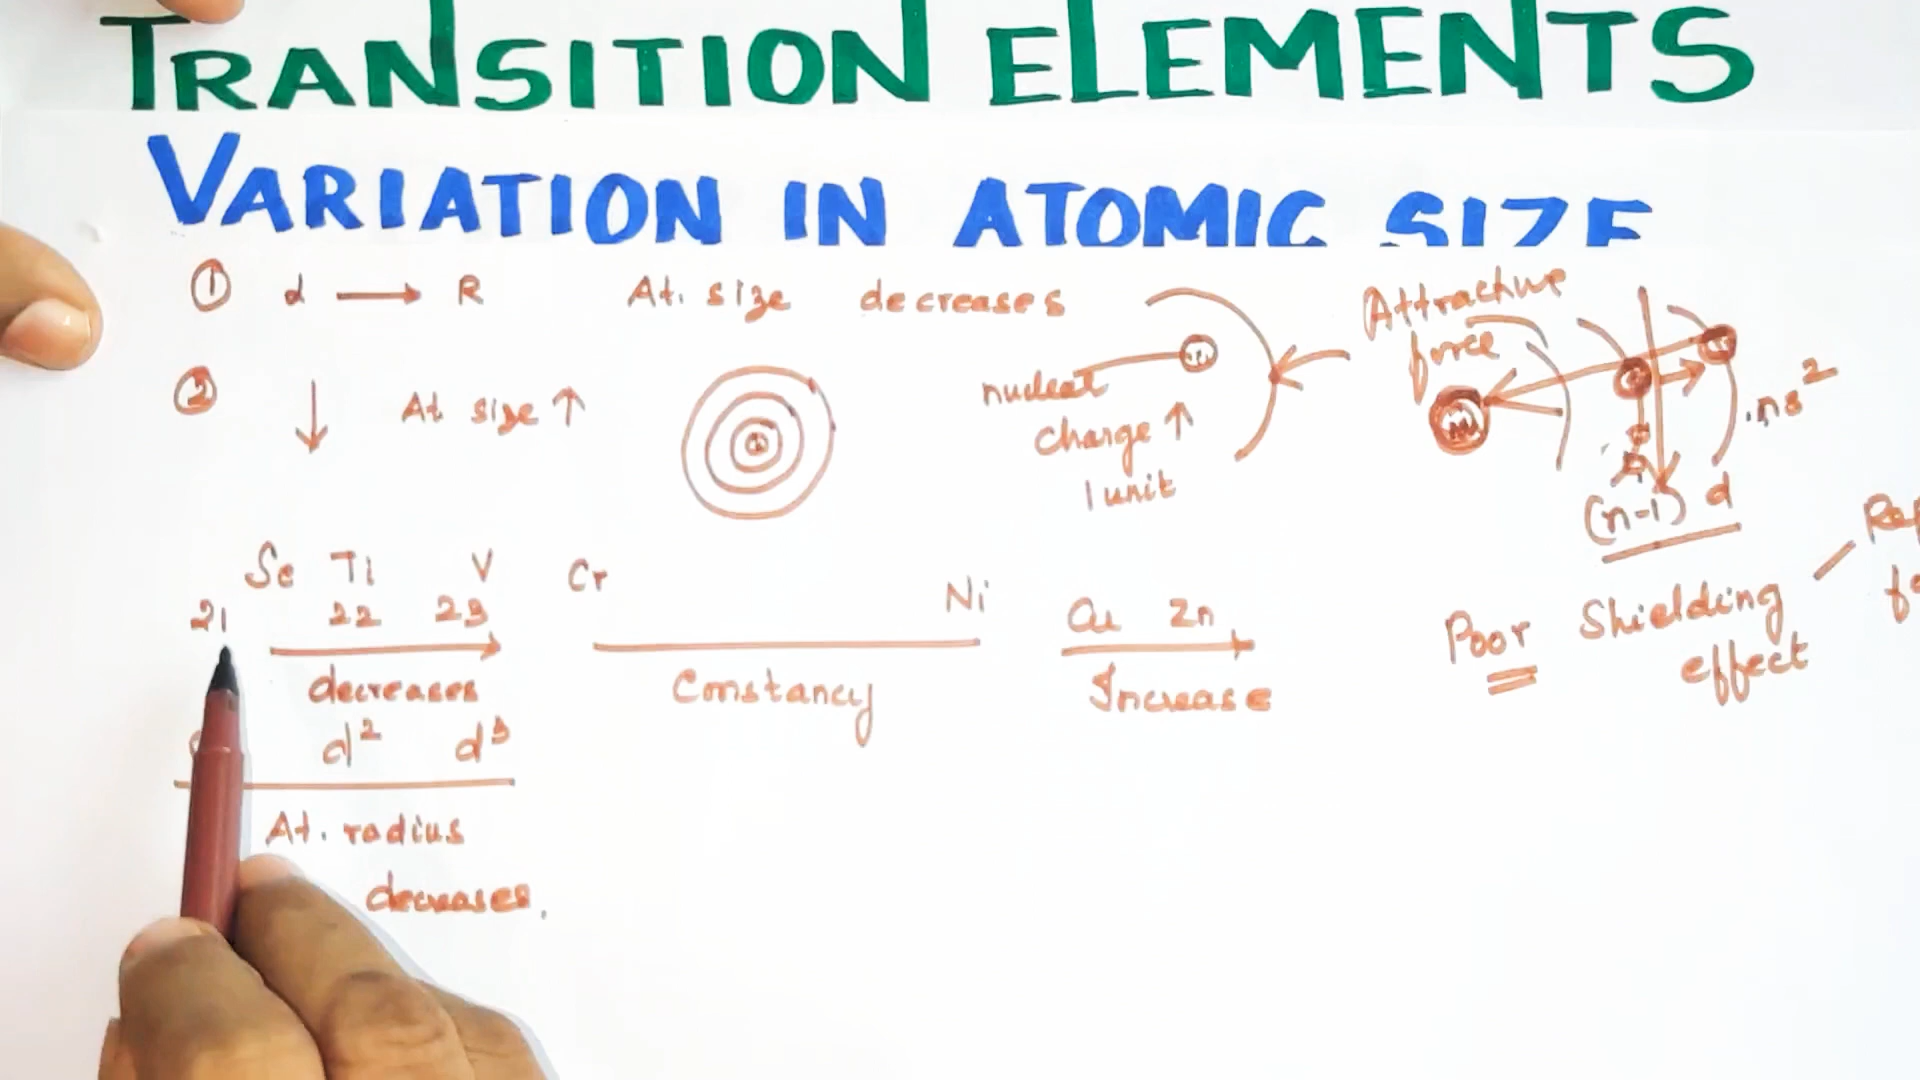 TRANSITION ELEMENTS
VARIATION IN ATOMIC SIZE
① d → R At. size decreases
② ↓ At size ↑
nuclear
charge ↑
1 unit
Attractive
force
ns²
(n-1) d
Poor Shielding
effect
Sc Ti V Cr Ni Cu Zn
21 22 23
decreases Constancy Increase
d² d³
At. radius
decreases.